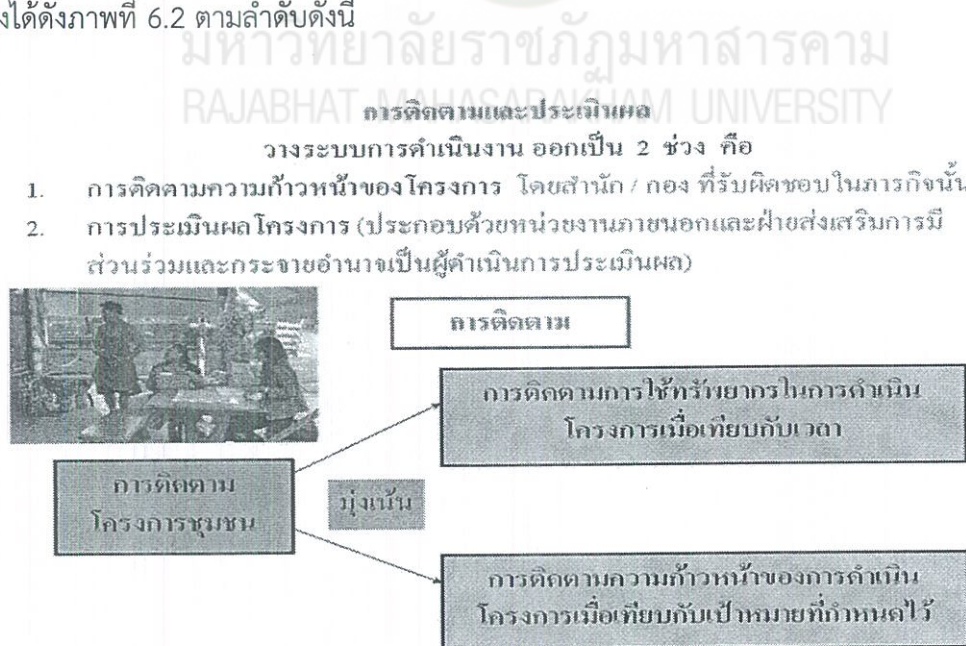 งได้ดังภาพที่ 6.2 ตามลำดับดังนี้
มหาวิทยาลัยราชภัฏมหาสารคาม
RAJABHAT MAHASARAKHAM UNIVERSITY
การติดตามและประเมินผล
วางระบบการดำเนินงาน ออกเป็น 2 ช่วง คือ
1. การติดตามความก้าวหน้าของโครงการ โดยสำนัก / กอง ที่รับผิดชอบในภารกิจนั้น
2. การประเมินผลโครงการ (ประกอบด้วยหน่วยงานภายนอกและฝ่ายส่งเสริมการมี
ส่วนร่วมและกระจายอำนาจเป็นผู้ดำเนินการประเมินผล)
การติดตาม
การติดตามการใช้ทรัพยากรในการดำเนิน
โครงการเมื่อเทียบกับเวลา
การติดตาม
โครงการชุมชน
มุ่งเน้น
การติดตามความก้าวหน้าของการดำเนิน
โครงการเมื่อเทียบกับเป้าหมายที่กำหนดไว้